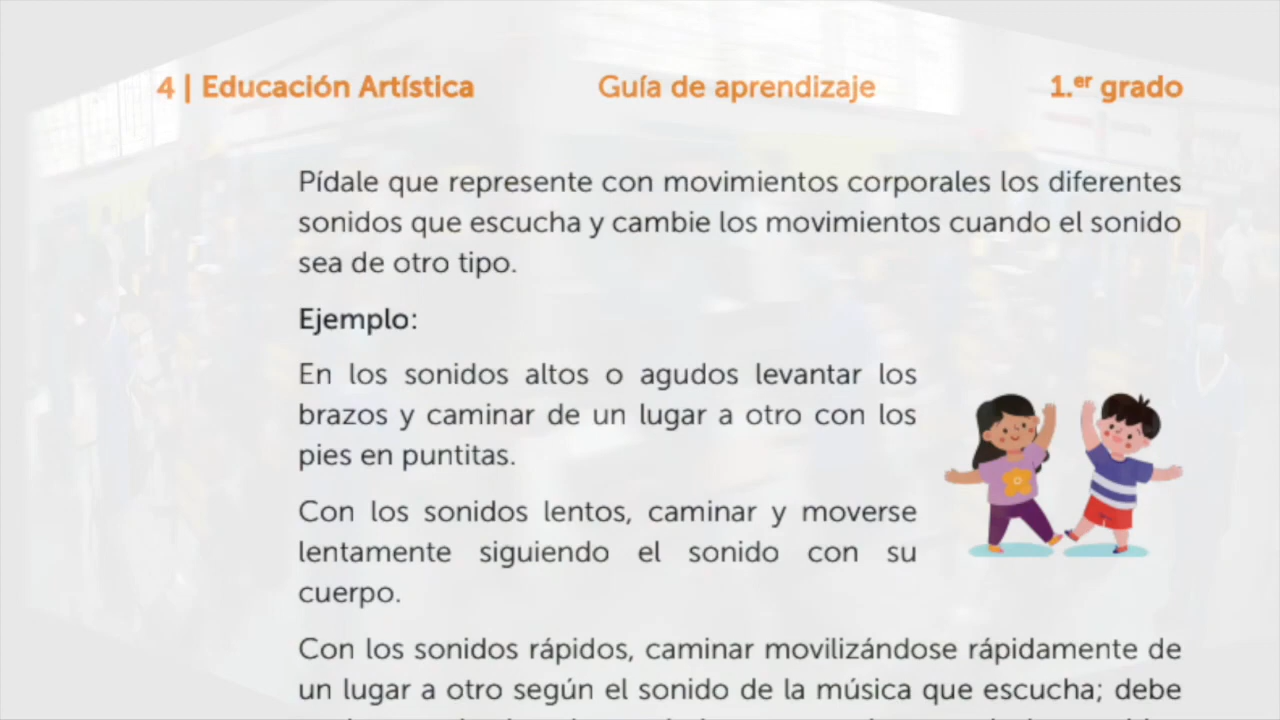 4 | Educación Artística Guía de aprendizaje 1.er grado
Pídale que represente con movimientos corporales los diferentes
sonidos que escucha y cambie los movimientos cuando el sonido
sea de otro tipo.
Ejemplo:
En los sonidos altos o agudos levantar los
brazos y caminar de un lugar a otro con los
pies en puntitas.
Con los sonidos lentos, caminar y moverse
lentamente siguiendo el sonido con su
cuerpo.
Con los sonidos rápidos, caminar movilizándose rápidamente de
un lugar a otro según el sonido de la música que escucha; debe